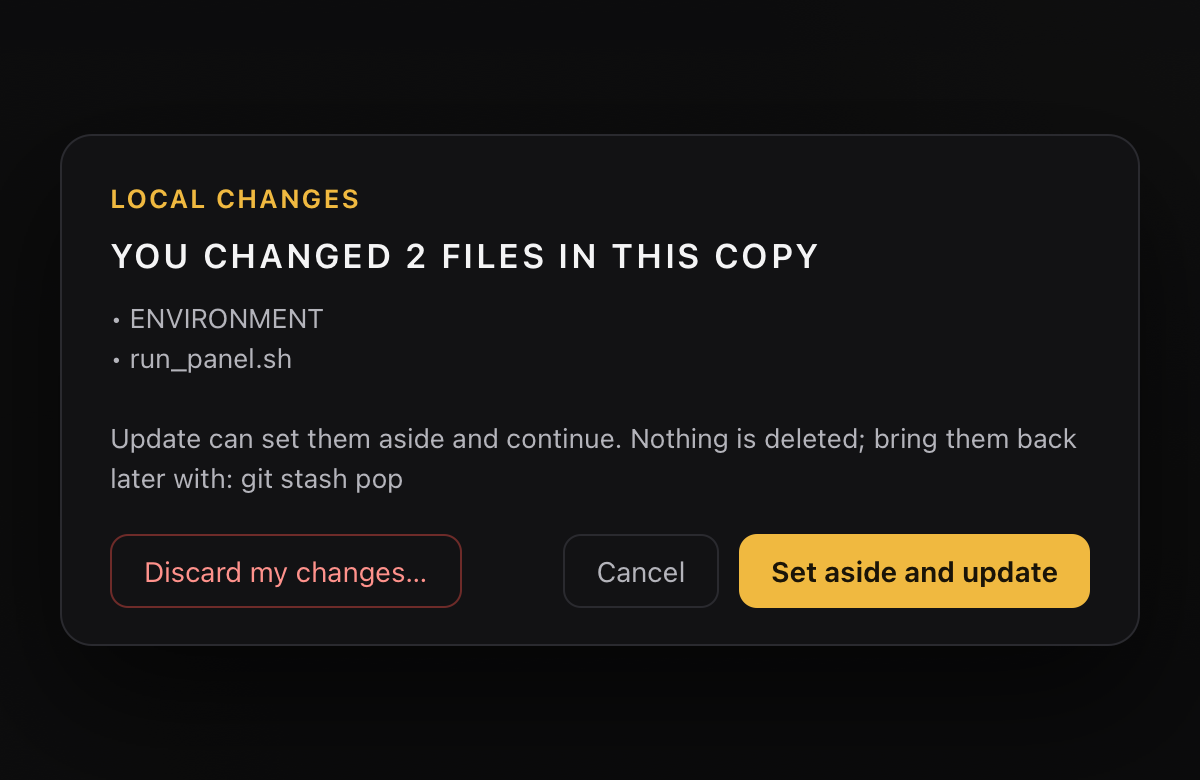 LOCAL CHANGES
YOU CHANGED 2 FILES IN THIS COPY
• ENVIRONMENT
• run_panel.sh
Update can set them aside and continue. Nothing is deleted; bring them back
later with: git stash pop
Discard my changes...
Cancel
Set aside and update